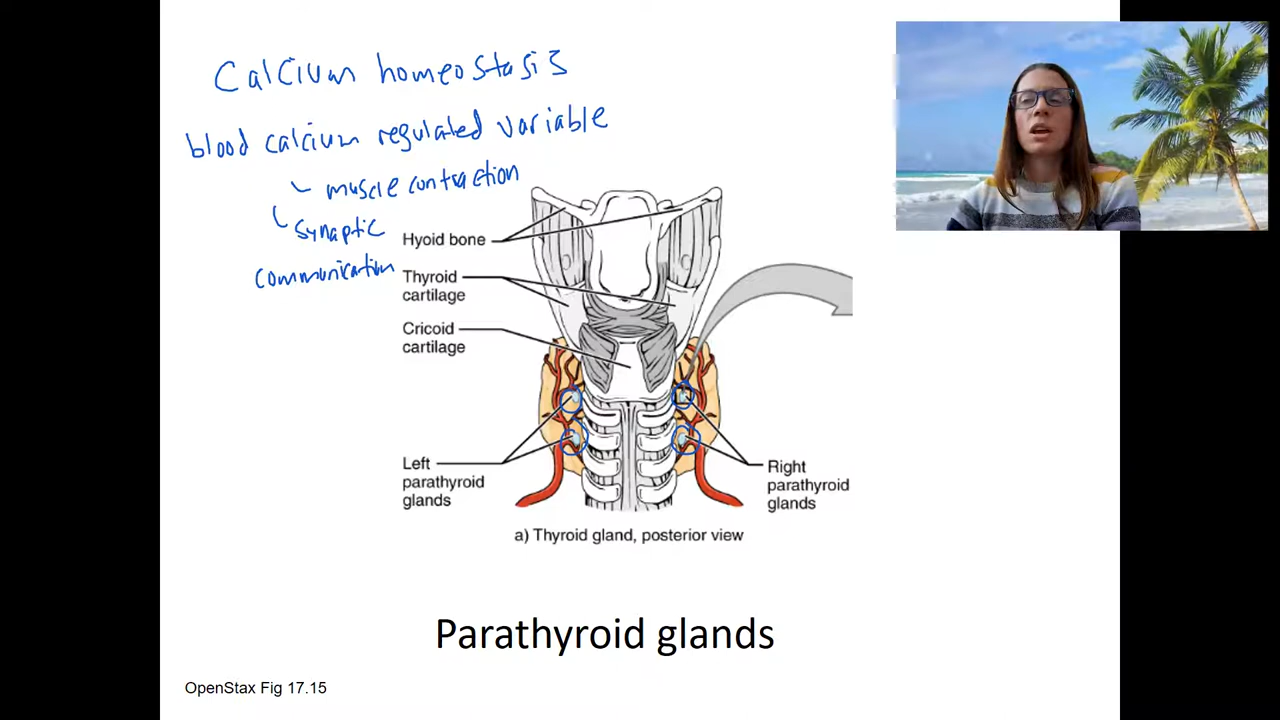 Calcium homeostasis
blood calcium regulated variable
muscle contraction
synaptic
communication
Hyoid bone
Thyroid
cartilage
Cricoid
cartilage
Left
parathyroid
glands
Right
parathyroid
glands
a) Thyroid gland, posterior view
Parathyroid glands
OpenStax Fig 17.15